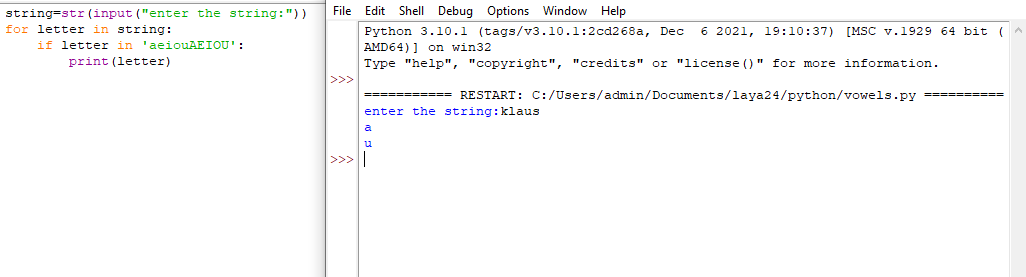 string=str(input("enter the string:"))
for letter in string:
    if letter in 'aeiouAEIOU':
        print(letter)
File Edit Shell Debug Options Window Help
Python 3.10.1 (tags/v3.10.1:2cd268a, Dec  6 2021, 19:10:37) [MSC v.1929 64 bit (
AMD64)] on win32
Type "help", "copyright", "credits" or "license()" for more information.
>>>
=========== RESTART: C:/Users/admin/Documents/laya24/python/vowels.py ==========
enter the string:klaus
a
u
>>>